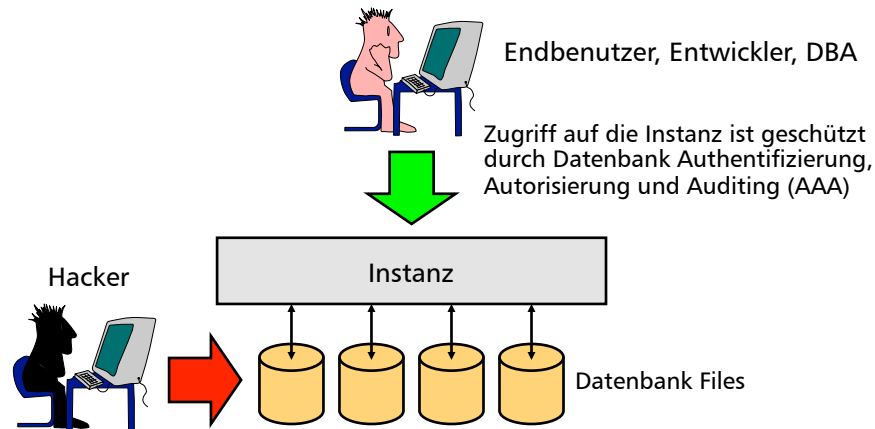 Endbenutzer, Entwickler, DBA
Zugriff auf die Instanz ist geschützt
durch Datenbank Authentifizierung,
Autorisierung und Auditing (AAA)
Instanz
Hacker
Datenbank Files